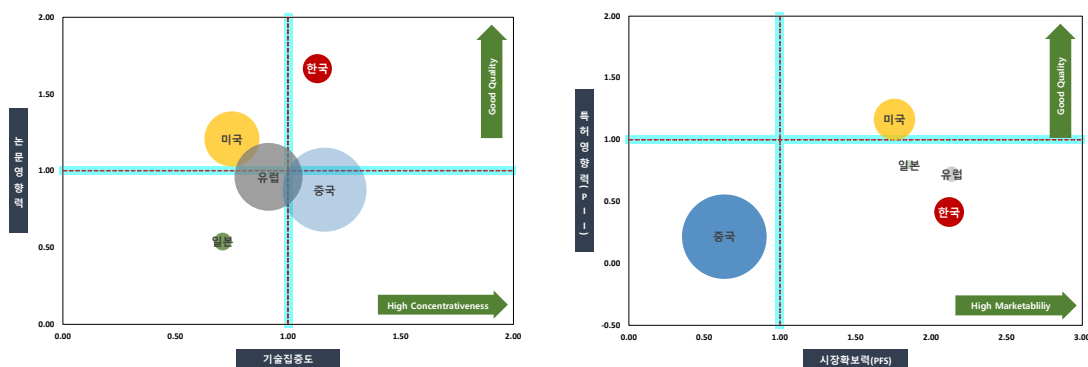 2.00
1.50
1.00
0.50
0.00
0.00
0.50
1.00
1.50
2.00
논문영향력
기술집중도
한국
미국
유럽
중국
일본
Good Quality
High Concentrativeness
2.00
1.50
1.00
0.50
0.00
-0.50
0.00
0.50
1.00
1.50
2.00
2.50
3.00
특허영향력(PII)
시장확보력(PFS)
미국
일본
유럽
한국
중국
Good Quality
High Marketabliliy